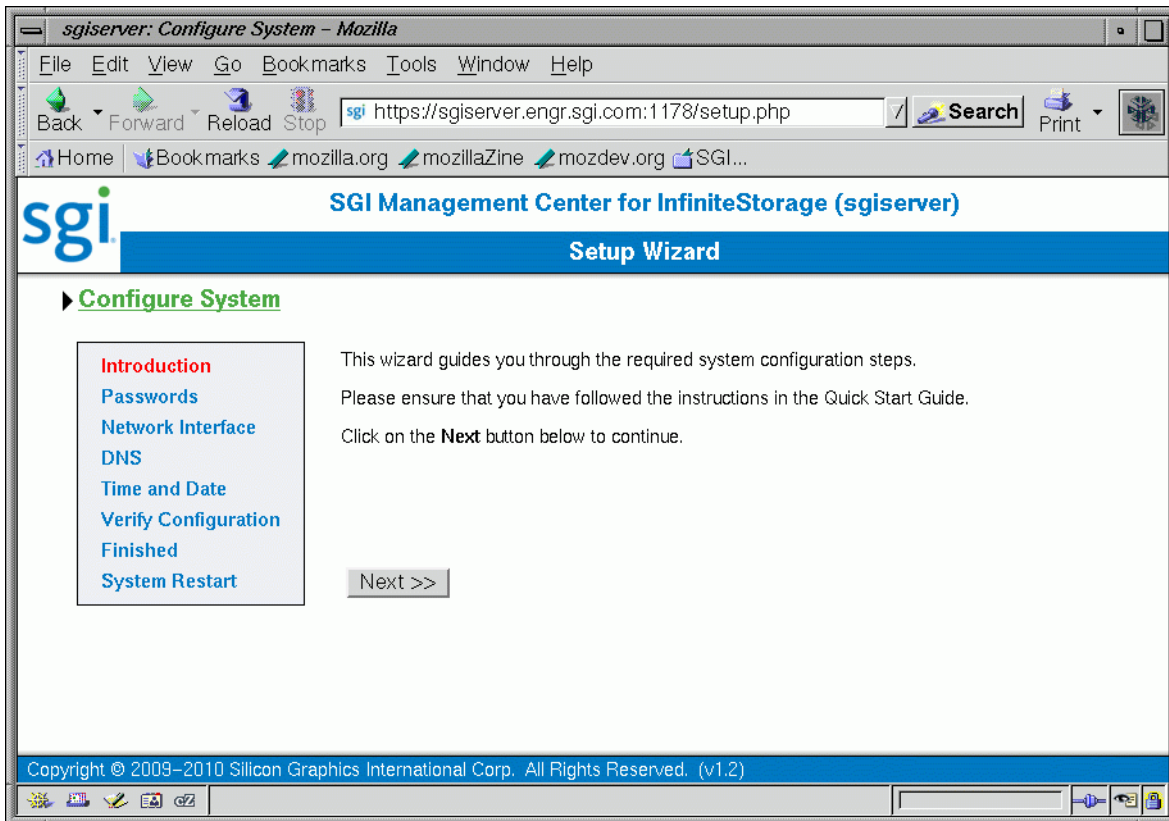 sgiserver: Configure System – Mozilla
File Edit View Go Bookmarks Tools Window Help
Back Forward Reload Stop sgi https://sgiserver.engr.sgi.com:1178/setup.php Search Print
Home Bookmarks mozilla.org mozillaZine mozdev.org SGI...
sgi
SGI Management Center for InfiniteStorage (sgiserver)
Setup Wizard
Configure System
Introduction
Passwords
Network Interface
DNS
Time and Date
Verify Configuration
Finished
System Restart
This wizard guides you through the required system configuration steps.
Please ensure that you have followed the instructions in the Quick Start Guide.
Click on the Next button below to continue.
Next >>
Copyright © 2009–2010 Silicon Graphics International Corp. All Rights Reserved. (v1.2)
cZ